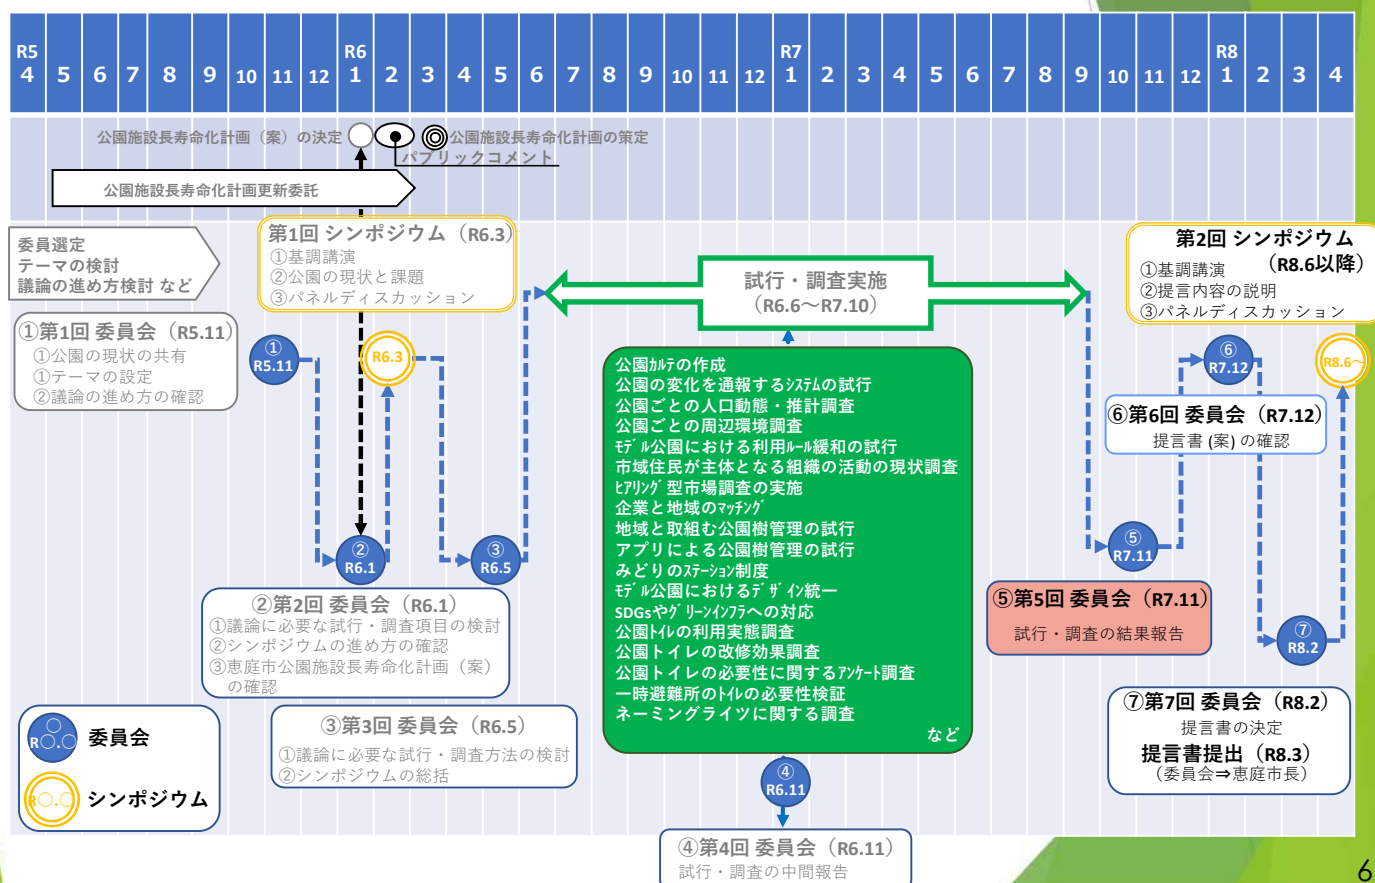 R5 R6 R7 R8
4 5 6 7 8 9 10 11 12 1 2 3 4 5 6 7 8 9 10 11 12 1 2 3 4 5 6 7 8 9 10 11 12 1 2 3 4
公園施設長寿命化計画（案）の決定
公園施設長寿命化計画の策定
パブリックコメント
公園施設長寿命化計画更新委託
委員選定
テーマの検討
議論の進め方検討 など
第1回 シンポジウム（R6.3）
①基調講演
②公園の現状と課題
③パネルディスカッション
試行・調査実施
（R6.6～R7.10）
第2回 シンポジウム
（R8.6以降）
①基調講演
②提言内容の説明
③パネルディスカッション
①第1回 委員会（R5.11）
①公園の現状の共有
①テーマの設定
②議論の進め方の確認
①
R5.11
R6.3
⑥
R7.12
R8.6～
公園ｶﾙﾃの作成
公園の変化を通報するｼｽﾃﾑの試行
公園ごとの人口動態・推計調査
公園ごとの周辺環境調査
ﾓﾃﾞﾙ公園における利用ﾙｰﾙ緩和の試行
市域住民が主体となる組織の活動の現状調査
ﾋｱﾘﾝｸﾞ型市場調査の実施
企業と地域のﾏｯﾁﾝｸﾞ
地域と取組む公園樹管理の試行
アプリによる公園樹管理の試行
みどりのｽﾃｰｼｮﾝ制度
ﾓﾃﾞﾙ公園におけるﾃﾞｻﾞｲﾝ統一
SDGsやｸﾞﾘｰﾝｲﾝﾌﾗへの対応
公園ﾄｲﾚの利用実態調査
公園トイレの改修効果調査
公園トイレの必要性に関するｱﾝｹｰﾄ調査
一時避難所のﾄｲﾚの必要性検証
ネーミングライツに関する調査
など
⑥第6回 委員会（R7.12）
提言書 (案) の確認
②
R6.1
③
R6.5
⑤
R7.11
②第2回 委員会（R6.1）
①議論に必要な試行・調査項目の検討
②シンポジウムの進め方の確認
③恵庭市公園施設長寿命化計画（案）
の確認
⑤第5回 委員会（R7.11）
試行・調査の結果報告
⑦
R8.2
③第3回 委員会（R6.5）
①議論に必要な試行・調査方法の検討
②シンポジウムの総括
⑦第7回 委員会（R8.2）
提言書の決定
提言書提出（R8.3）
（委員会⇒恵庭市長）
○
R○.○
委員会
R○.○
シンポジウム
④
R6.11
④第4回 委員会（R6.11）
試行・調査の中間報告
6